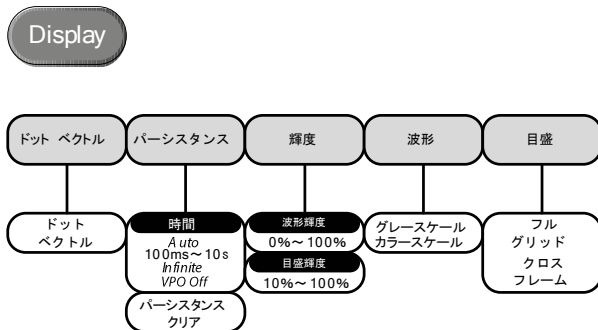 Display
ドット ベクトル
パーシスタンス
輝度
波形
目盛
ドット
ベクトル
時間
Auto
100ms～10s
Infinite
VPO Off
パーシスタンス
クリア
波形輝度
0%～100%
目盛輝度
10%～100%
グレースケール
カラースケール
フル
グリッド
クロス
フレーム